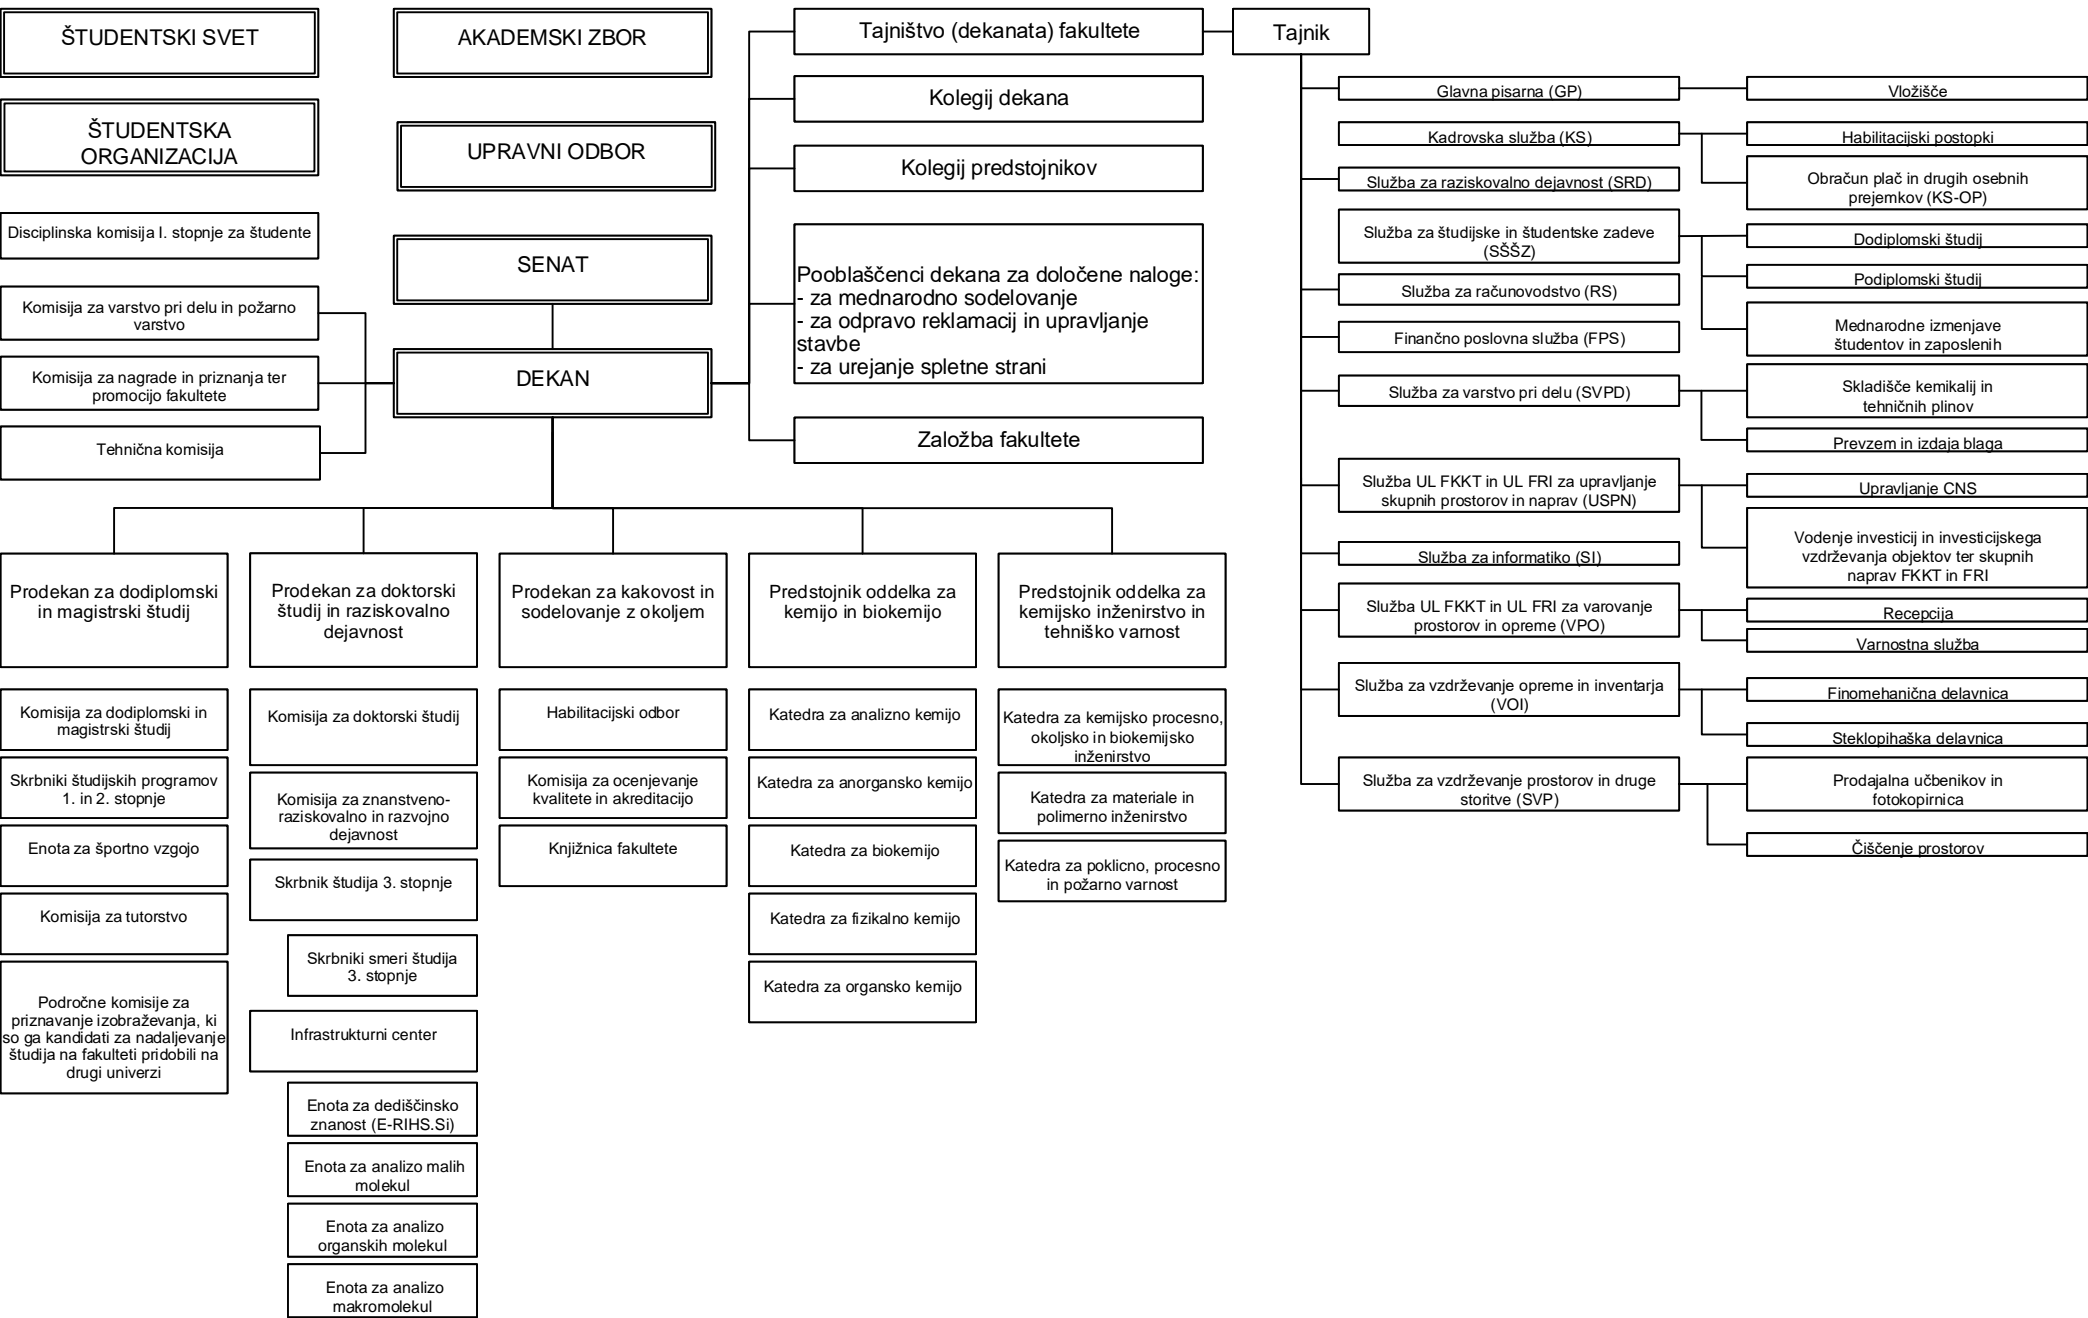 ŠTUDENTSKI SVET
ŠTUDENTSKA
ORGANIZACIJA
Disciplinska komisija I. stopnje za študente
Komisija za varstvo pri delu in požarno
varstvo
Komisija za nagrade in priznanja ter
promocijo fakultete
Tehnična komisija
AKADEMSKI ZBOR
UPRAVNI ODBOR
SENAT
DEKAN
Tajništvo (dekanata) fakultete
Kolegij dekana
Kolegij predstojnikov
Pooblaščenci dekana za določene naloge:
- za mednarodno sodelovanje
- za odpravo reklamacij in upravljanje
stavbe
- za urejanje spletne strani
Založba fakultete
Tajnik
Glavna pisarna (GP)
Vložišče
Kadrovska služba (KS)
Habilitacijski postopki
Obračun plač in drugih osebnih
prejemkov (KS-OP)
Služba za raziskovalno dejavnost (SRD)
Služba za študijske in študentske zadeve
(SŠŠZ)
Dodiplomski študij
Podiplomski študij
Mednarodne izmenjave
študentov in zaposlenih
Služba za računovodstvo (RS)
Finančno poslovna služba (FPS)
Služba za varstvo pri delu (SVPD)
Skladišče kemikalij in
tehničnih plinov
Prevzem in izdaja blaga
Služba UL FKKT in UL FRI za upravljanje
skupnih prostorov in naprav (USPN)
Upravljanje CNS
Vodenje investicij in investicijskega
vzdrževanja objektov ter skupnih
naprav FKKT in FRI
Služba za informatiko (SI)
Služba UL FKKT in UL FRI za varovanje
prostorov in opreme (VPO)
Recepcija
Varnostna služba
Služba za vzdrževanje opreme in inventarja
(VOI)
Finomehanična delavnica
Steklopihaška delavnica
Služba za vzdrževanje prostorov in druge
storitve (SVP)
Prodajalna učbenikov in
fotokopirnica
Čiščenje prostorov
Prodekan za dodiplomski
in magistrski študij
Komisija za dodiplomski in
magistrski študij
Skrbniki študijskih programov
1. in 2. stopnje
Enota za športno vzgojo
Komisija za tutorstvo
Področne komisije za
priznavanje izobraževanja, ki
so ga kandidati za nadaljevanje
študija na fakulteti pridobili na
drugi univerzi
Prodekan za doktorski
študij in raziskovalno
dejavnost
Komisija za doktorski študij
Komisija za znanstveno-
raziskovalno in razvojno
dejavnost
Skrbnik študija 3. stopnje
Skrbniki smeri študija
3. stopnje
Infrastrukturni center
Enota za dediščinsko
znanost (E-RIHS.Si)
Enota za analizo malih
molekul
Enota za analizo
organskih molekul
Enota za analizo
makromolekul
Prodekan za kakovost in
sodelovanje z okoljem
Habilitacijski odbor
Komisija za ocenjevanje
kvalitete in akreditacijo
Knjižnica fakultete
Predstojnik oddelka za
kemijo in biokemijo
Katedra za analizno kemijo
Katedra za anorgansko kemijo
Katedra za biokemijo
Katedra za fizikalno kemijo
Katedra za organsko kemijo
Predstojnik oddelka za
kemijsko inženirstvo in
tehniško varnost
Katedra za kemijsko procesno,
okoljsko in biokemijsko
inženirstvo
Katedra za materiale in
polimerno inženirstvo
Katedra za poklicno, procesno
in požarno varnost